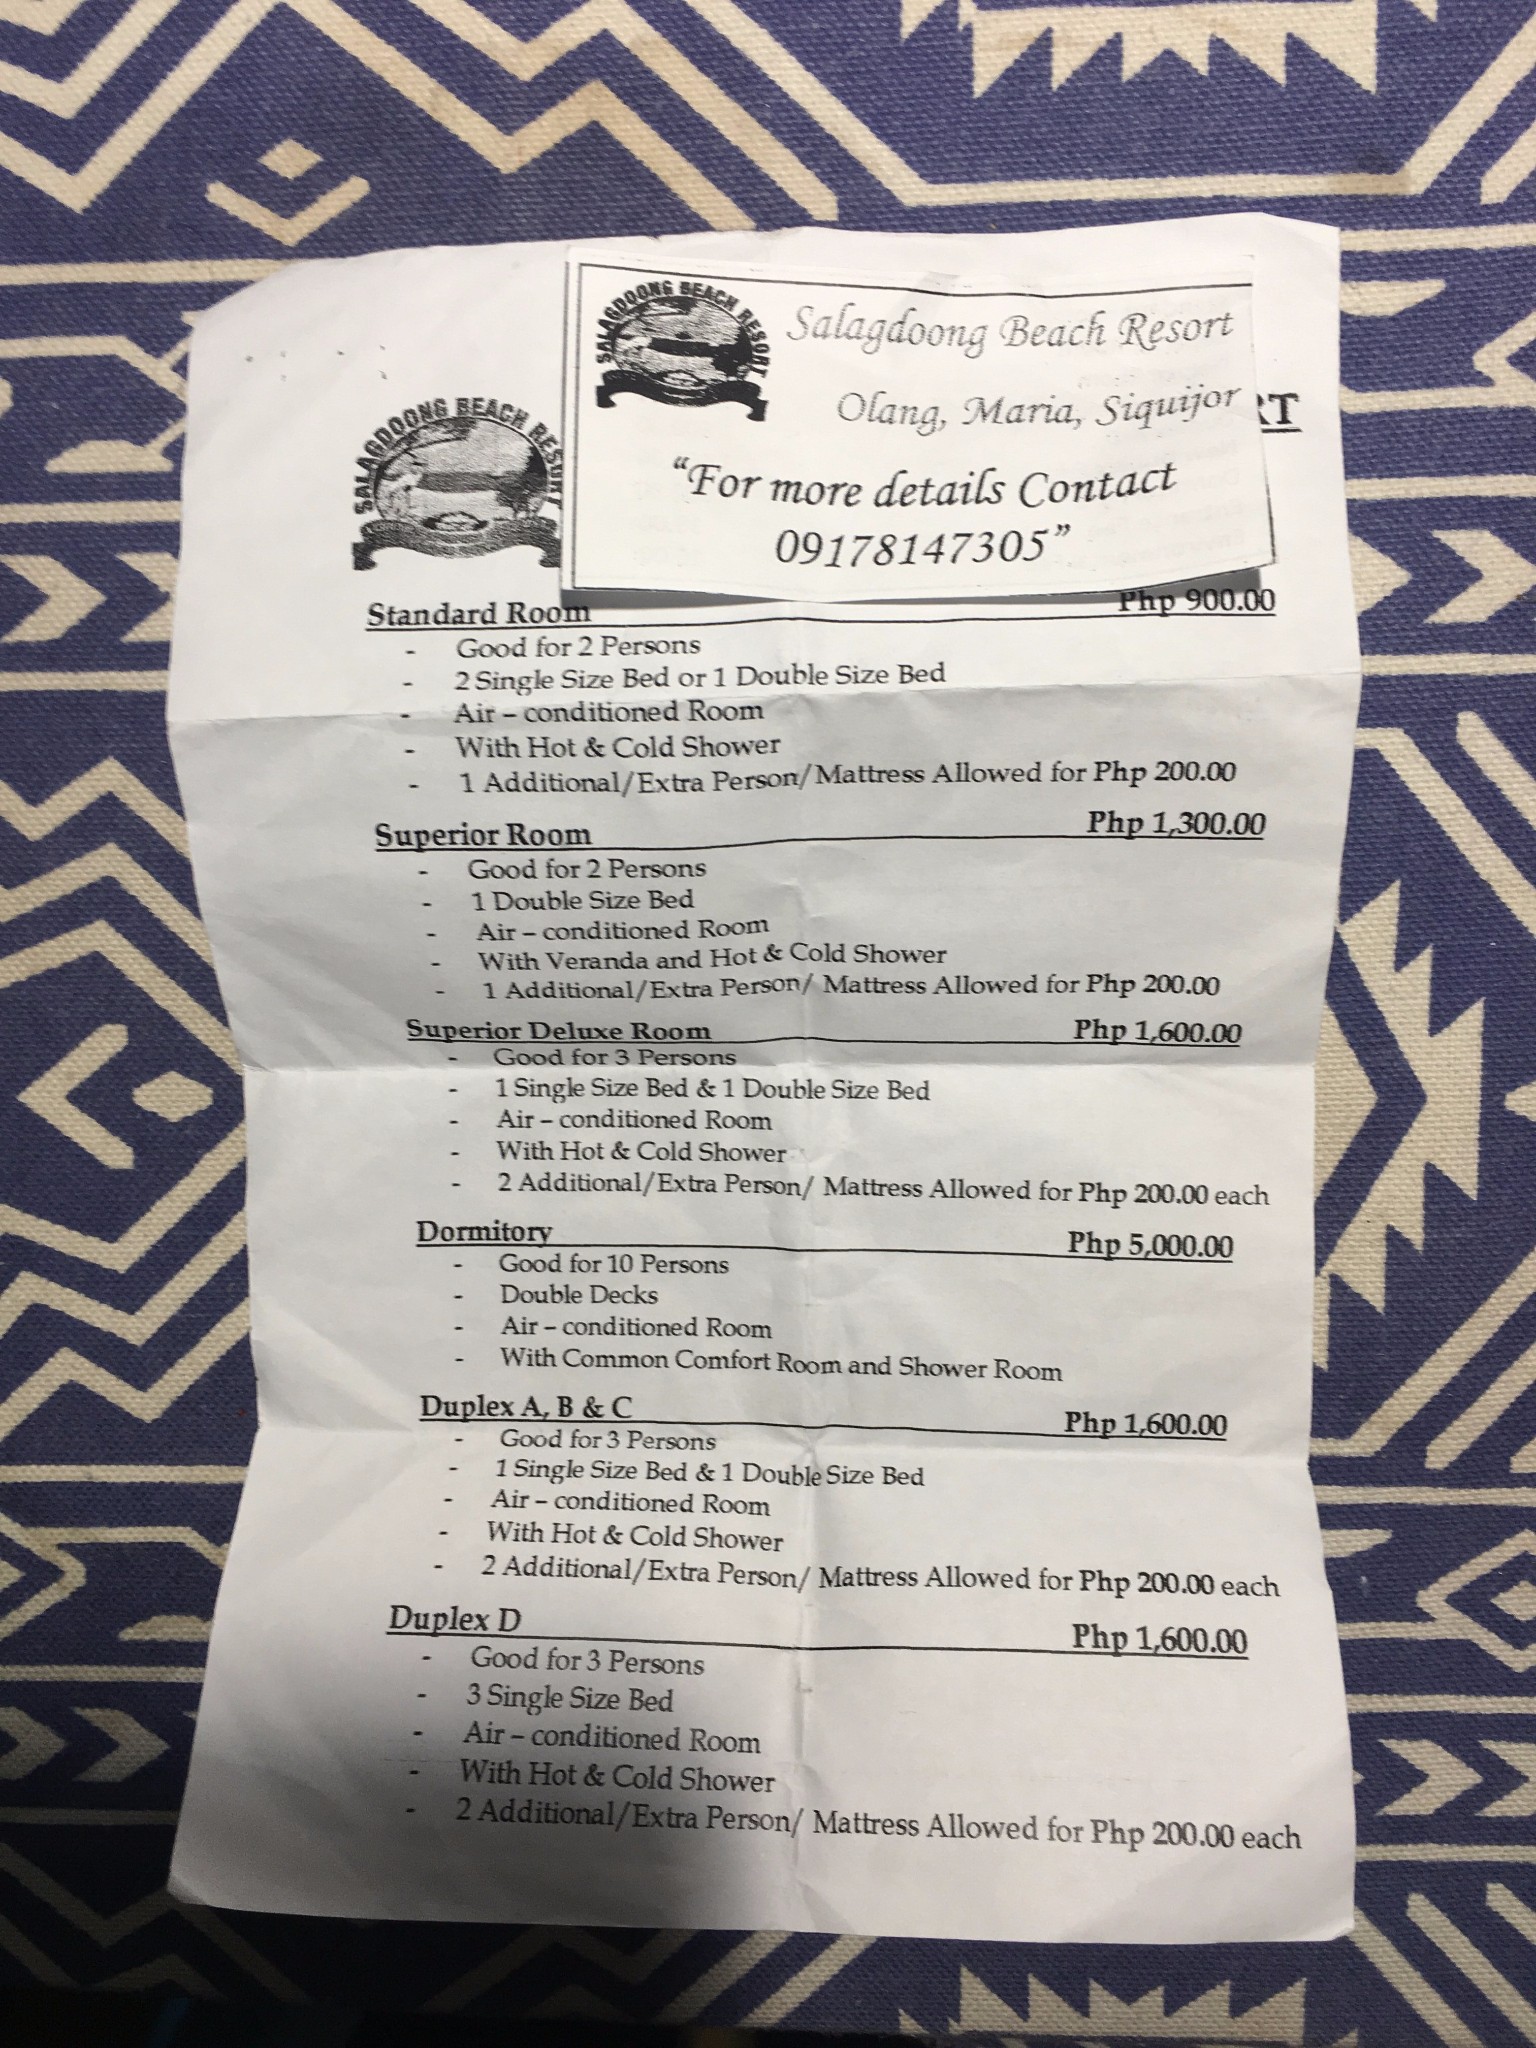 SALAGDOONG BEACH RESORT
Salagdoong Beach Resort
Olang, Maria, Siquijor
"For more details Contact
09178147305"
SALAGDOONG BEACH RESORT
RT
Standard Room Php 900.00
- Good for 2 Persons
- 2 Single Size Bed or 1 Double Size Bed
- Air – conditioned Room
- With Hot & Cold Shower
- 1 Additional/Extra Person/Mattress Allowed for Php 200.00
Superior Room Php 1,300.00
- Good for 2 Persons
- 1 Double Size Bed
- Air – conditioned Room
- With Veranda and Hot & Cold Shower
- 1 Additional/Extra Person/ Mattress Allowed for Php 200.00
Superior Deluxe Room Php 1,600.00
- Good for 3 Persons
- 1 Single Size Bed & 1 Double Size Bed
- Air – conditioned Room
- With Hot & Cold Shower
- 2 Additional/Extra Person/ Mattress Allowed for Php 200.00 each
Dormitory Php 5,000.00
- Good for 10 Persons
- Double Decks
- Air – conditioned Room
- With Common Comfort Room and Shower Room
Duplex A, B & C Php 1,600.00
- Good for 3 Persons
- 1 Single Size Bed & 1 Double Size Bed
- Air – conditioned Room
- With Hot & Cold Shower
- 2 Additional/Extra Person/ Mattress Allowed for Php 200.00 each
Duplex D Php 1,600.00
- Good for 3 Persons
- 3 Single Size Bed
- Air – conditioned Room
- With Hot & Cold Shower
- 2 Additional/Extra Person/ Mattress Allowed for Php 200.00 each